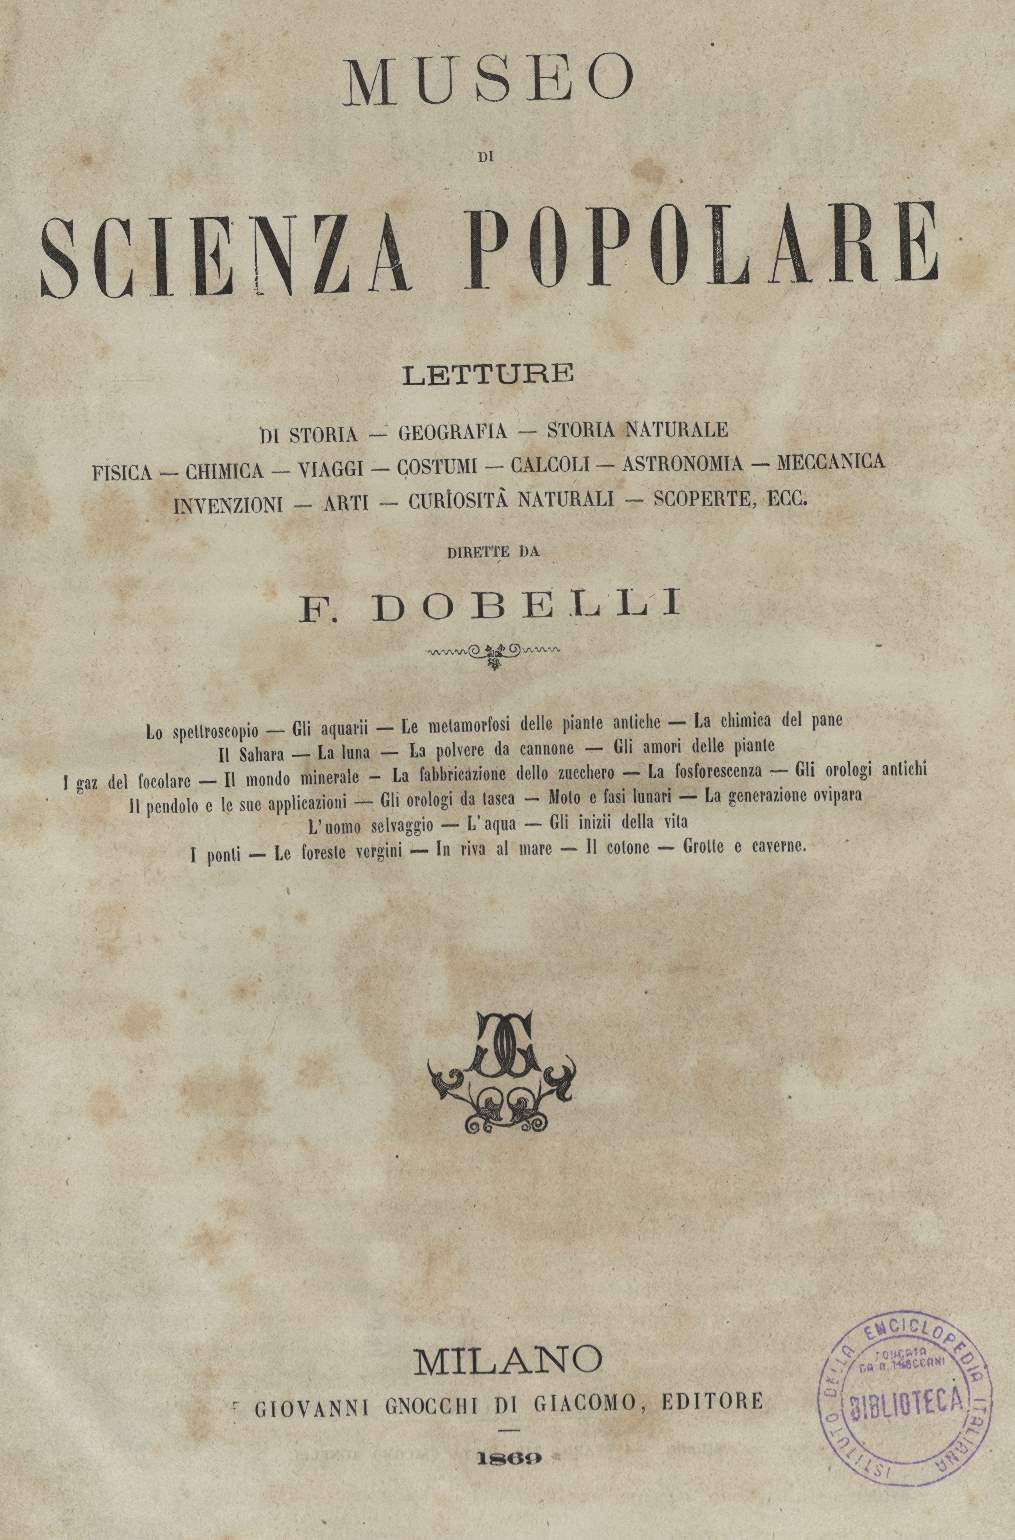 MUSEO
DI
SCIENZA POPOLARE
LETTURE
DI STORIA — GEOGRAFIA — STORIA NATURALE
FISICA — CHIMICA — VIAGGI — COSTUMI — CALCOLI — ASTRONOMIA — MECCANICA
INVENZIONI — ARTI — CURIOSITÀ NATURALI — SCOPERTE, ECC.
DIRETTE DA
F. DOBELLI
Lo spettroscopio — Gli aquarii — Le metamorfosi delle piante antiche — La chimica del pane
Il Sahara — La luna — La polvere da cannone — Gli amori delle piante
I gaz del focolare — Il mondo minerale — La fabbricazione dello zucchero — La fosforescenza — Gli orologi antichi
Il pendolo e le sue applicazioni — Gli orologi da tasca — Moto e fasi lunari — La generazione ovipara
L'uomo selvaggio — L'aqua — Gli inizii della vita
I ponti — Le foreste vergini — In riva al mare — Il cotone — Grotte e caverne.
GG
MILANO
GIOVANNI GNOCCHI DI GIACOMO, EDITORE
1869
ISTITUTO DELLA ENCICLOPEDIA ITALIANA
FONDATA
DA G. TRECCANI
BIBLIOTECA